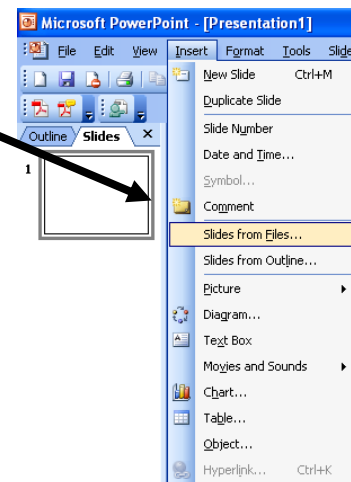 Microsoft PowerPoint - [Presentation1]
File Edit View Insert Format Tools Slide
Outline Slides ×
1
New Slide Ctrl+M
Duplicate Slide
Slide Number
Date and Time...
Symbol...
Comment
Slides from Files...
Slides from Outline...
Picture
Diagram...
Text Box
Movies and Sounds
Chart...
Table...
Object...
Hyperlink... Ctrl+K